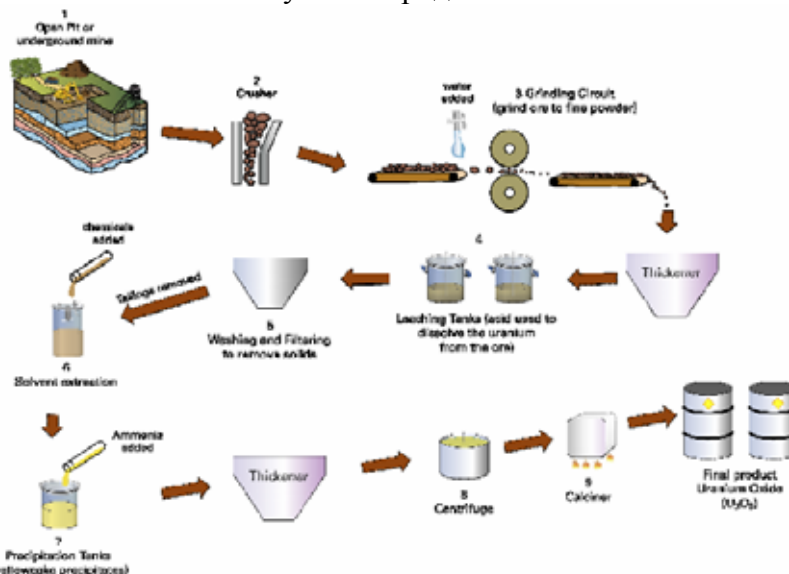 1
Open Pit or
underground mine
2
Crusher
water
added
3 Grinding Circuit
(grind ore to fine powder)
Thickener
4
Leaching Tanks (acid used to
dissolve the uranium
from the ore)
5
Washing and Filtering
to remove solids
Tailings removed
chemicals
added
6
Solvent extraction
Ammonia
added
7
Precipitation Tanks
Thickener
8
Centrifuge
9
Calciner
Final product
Uranium Oxide
(U₃O₈)